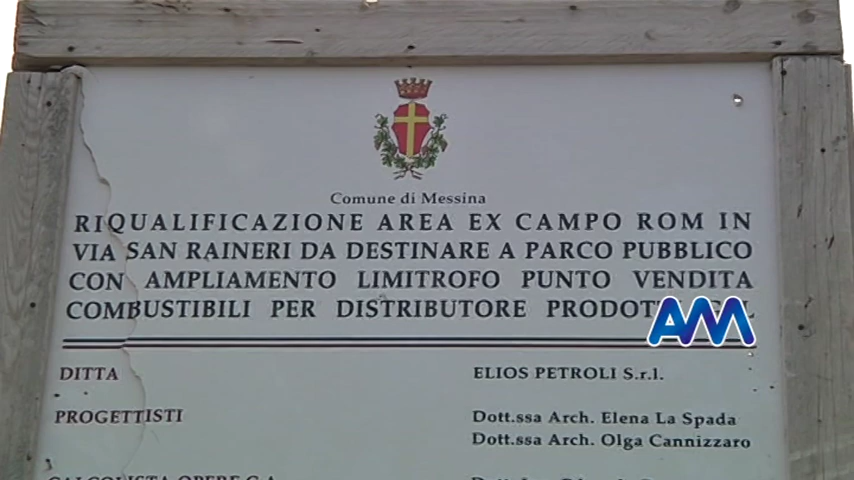 Comune di Messina
RIQUALIFICAZIONE AREA EX CAMPO ROM IN
VIA SAN RAINERI DA DESTINARE A PARCO PUBBLICO
CON AMPLIAMENTO LIMITROFO PUNTO VENDITA
COMBUSTIBILI PER DISTRIBUTORE
AM
DITTA ELIOS PETROLI S.r.l.
PROGETTISTI Dott.ssa Arch. Elena La Spada
Dott.ssa Arch. Olga Cannizzaro